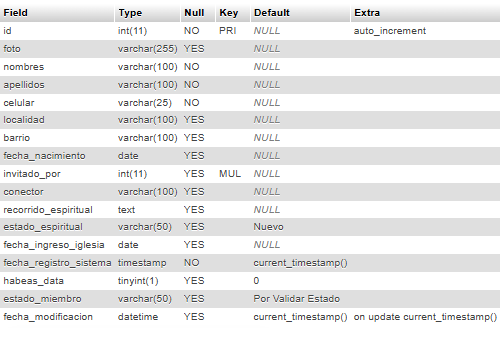 Field Type Null Key Default Extra
id int(11) NO PRI NULL auto_increment
foto varchar(255) YES NULL
nombres varchar(100) NO NULL
apellidos varchar(100) NO NULL
celular varchar(25) NO NULL
localidad varchar(100) YES NULL
barrio varchar(100) YES NULL
fecha_nacimiento date YES NULL
invitado_por int(11) YES MUL NULL
conector varchar(100) YES NULL
recorrido_espiritual text YES NULL
estado_espiritual varchar(50) YES Nuevo
fecha_ingreso_iglesia date YES NULL
fecha_registro_sistema timestamp NO current_timestamp()
habeas_data tinyint(1) YES 0
estado_miembro varchar(50) YES Por Validar Estado
fecha_modificacion datetime YES current_timestamp() on update current_timestamp()